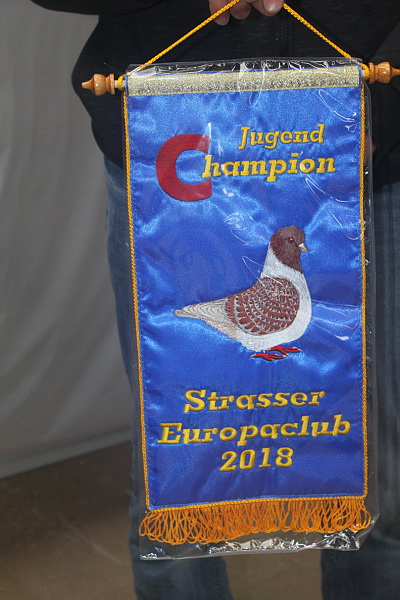 Jugend
Champion
Strasser
Europaclub
2018